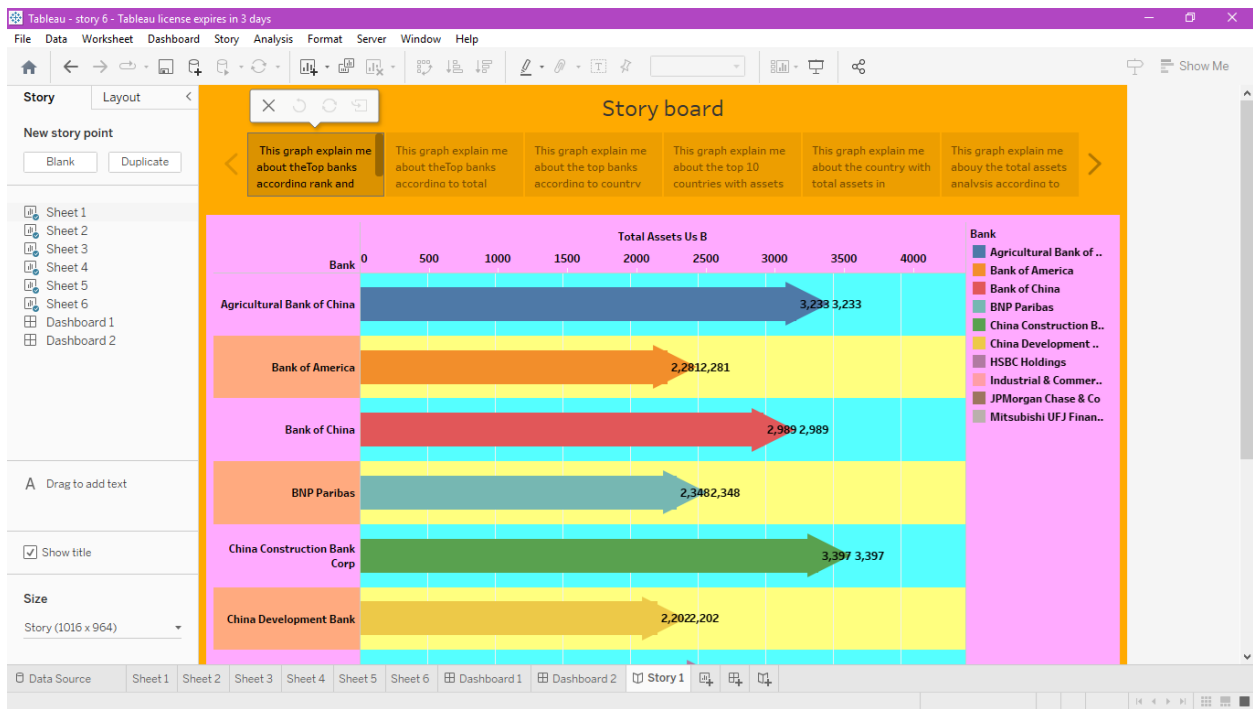 Tableau - story 6 - Tableau license expires in 3 days
File Data Worksheet Dashboard Story Analysis Format Server Window Help
Show Me
Story Layout
New story point
Blank Duplicate
Sheet 1
Sheet 2
Sheet 3
Sheet 4
Sheet 5
Sheet 6
Dashboard 1
Dashboard 2
A Drag to add text
Show title
Size
Story (1016 x 964)
Story board
This graph explain me
about theTop banks
according rank and
This graph explain me
about theTop banks
according to total
This graph explain me
about the top banks
according to country
This graph explain me
about the top 10
countries with assets
This graph explain me
about the country with
total assets in
This graph explain me
abouy the total assets
analysis according to
Total Assets Us B
Bank
0 500 1000 1500 2000 2500 3000 3500 4000
Agricultural Bank of China 3,233 3,233
Bank of America 2,281 2,281
Bank of China 2,989 2,989
BNP Paribas 2,348 2,348
China Construction Bank
Corp 3,397 3,397
China Development Bank 2,202 2,202
Bank
Agricultural Bank of ..
Bank of America
Bank of China
BNP Paribas
China Construction B..
China Development ..
HSBC Holdings
Industrial & Commer..
JPMorgan Chase & Co
Mitsubishi UFJ Finan..
Data Source Sheet 1 Sheet 2 Sheet 3 Sheet 4 Sheet 5 Sheet 6 Dashboard 1 Dashboard 2 Story 1